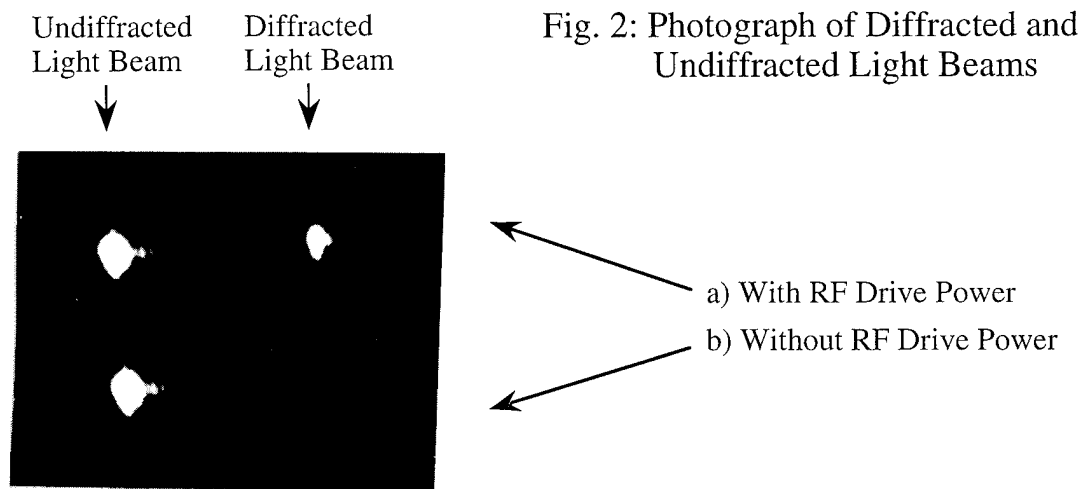 Undiffracted
Light Beam
Diffracted
Light Beam
Fig. 2: Photograph of Diffracted and
Undiffracted Light Beams
a) With RF Drive Power
b) Without RF Drive Power